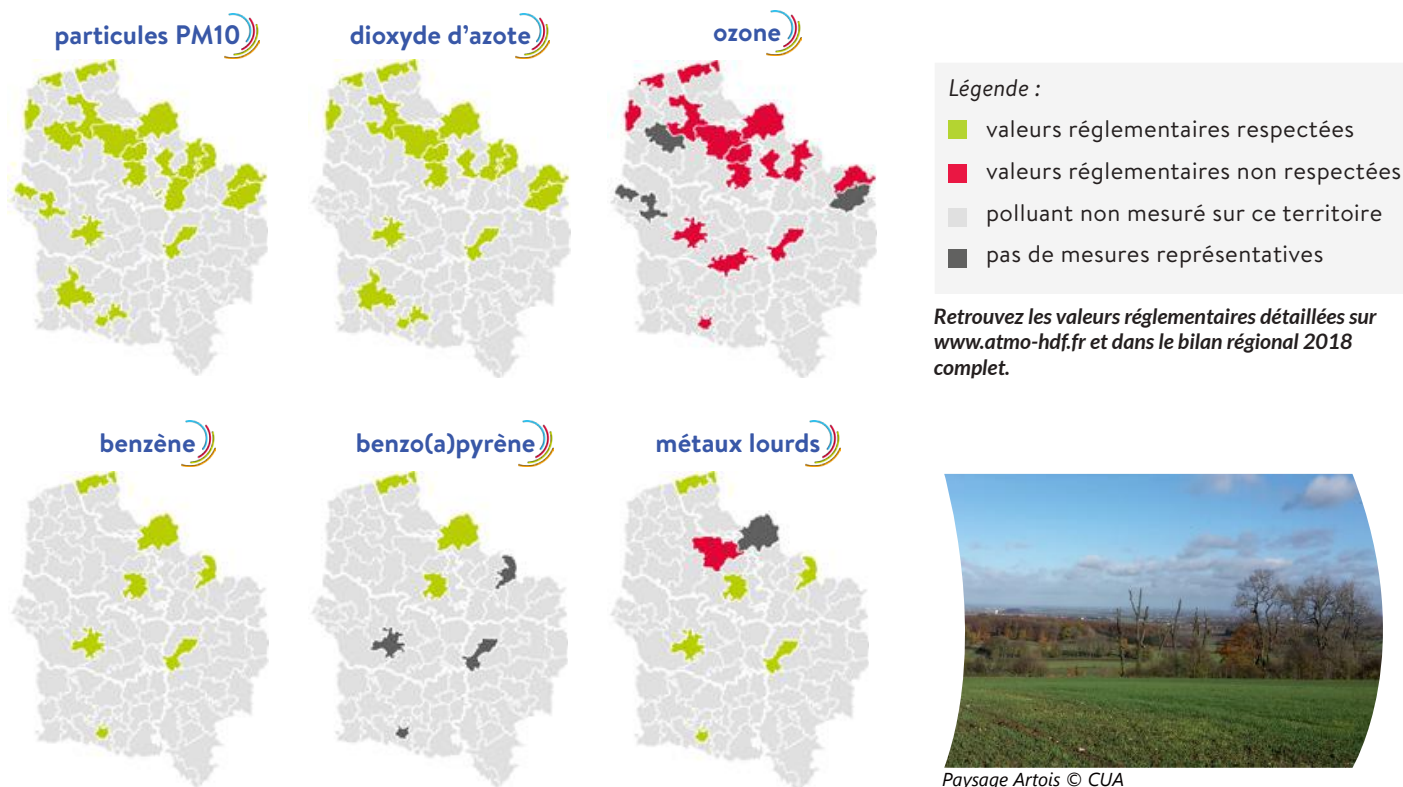 particules PM10
dioxyde d'azote
ozone
Légende :
valeurs réglementaires respectées
valeurs réglementaires non respectées
polluant non mesuré sur ce territoire
pas de mesures représentatives
Retrouvez les valeurs réglementaires détaillées sur
www.atmo-hdf.fr et dans le bilan régional 2018
complet.
benzène
benzo(a)pyrène
métaux lourds
Paysage Artois © CUA